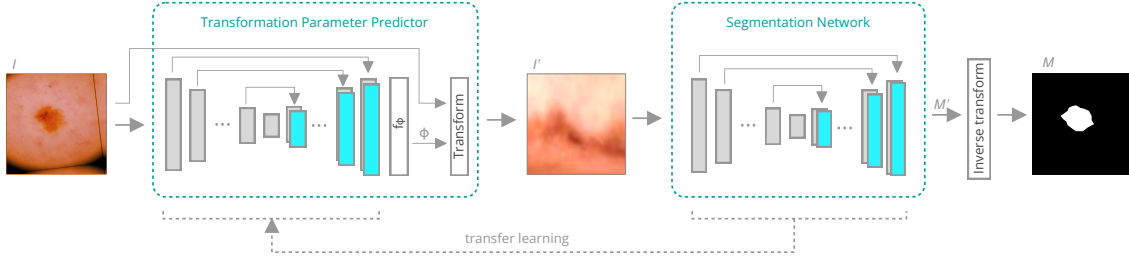 Transformation Parameter Predictor
Segmentation Network
I
I'
M'
M
...
...
fϕ
ϕ
Transform
...
...
Inverse transform
transfer learning